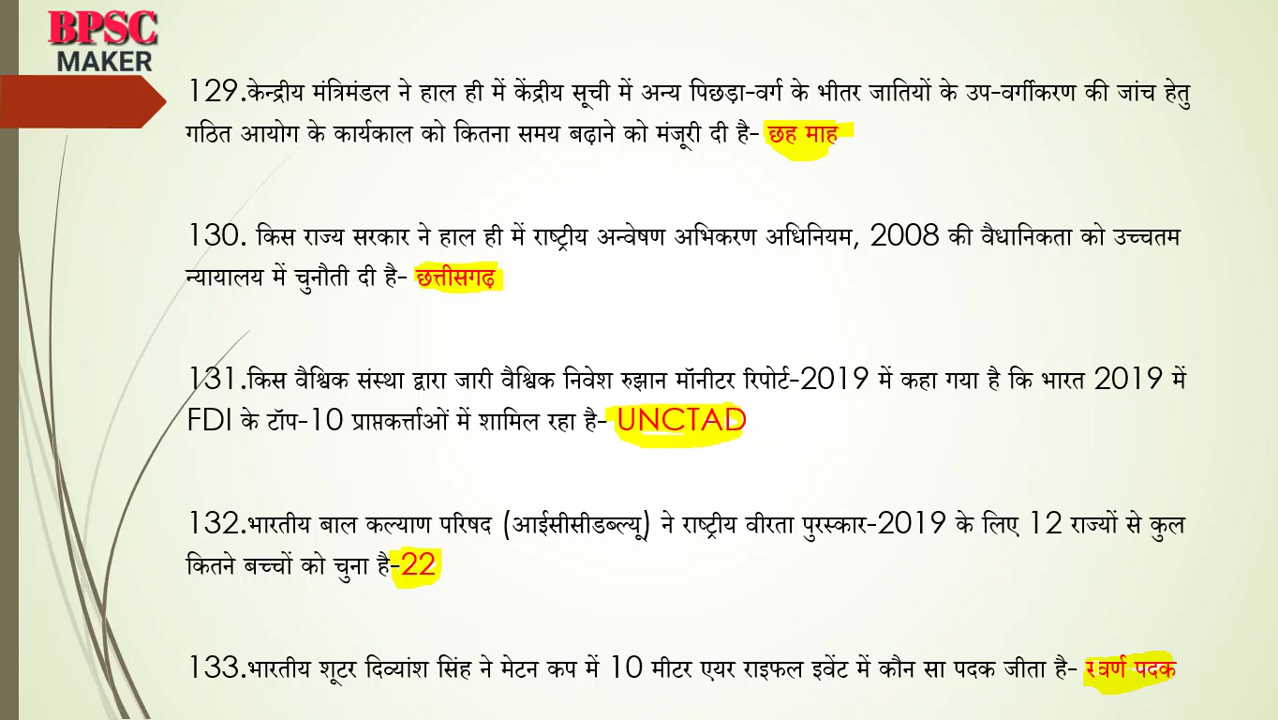 BPSC
MAKER
129.केन्द्रीय मंत्रिमंडल ने हाल ही में केंद्रीय सूची में अन्य पिछड़ा-वर्ग के भीतर जातियों के उप-वर्गीकरण की जांच हेतु
गठित आयोग के कार्यकाल को कितना समय बढ़ाने को मंजूरी दी है- छह माह
130. किस राज्य सरकार ने हाल ही में राष्ट्रीय अन्वेषण अभिकरण अधिनियम, 2008 की वैधानिकता को उच्चतम
न्यायालय में चुनौती दी है- छत्तीसगढ़
131.किस वैश्विक संस्था द्वारा जारी वैश्विक निवेश रुझान मॉनीटर रिपोर्ट-2019 में कहा गया है कि भारत 2019 में
FDI के टॉप-10 प्राप्तकर्त्ताओं में शामिल रहा है- UNCTAD
132.भारतीय बाल कल्याण परिषद (आईसीसीडब्ल्यू) ने राष्ट्रीय वीरता पुरस्कार-2019 के लिए 12 राज्यों से कुल
कितने बच्चों को चुना है-22
133.भारतीय शूटर दिव्यांश सिंह ने मेटन कप में 10 मीटर एयर राइफल इवेंट में कौन सा पदक जीता है- स्वर्ण पदक